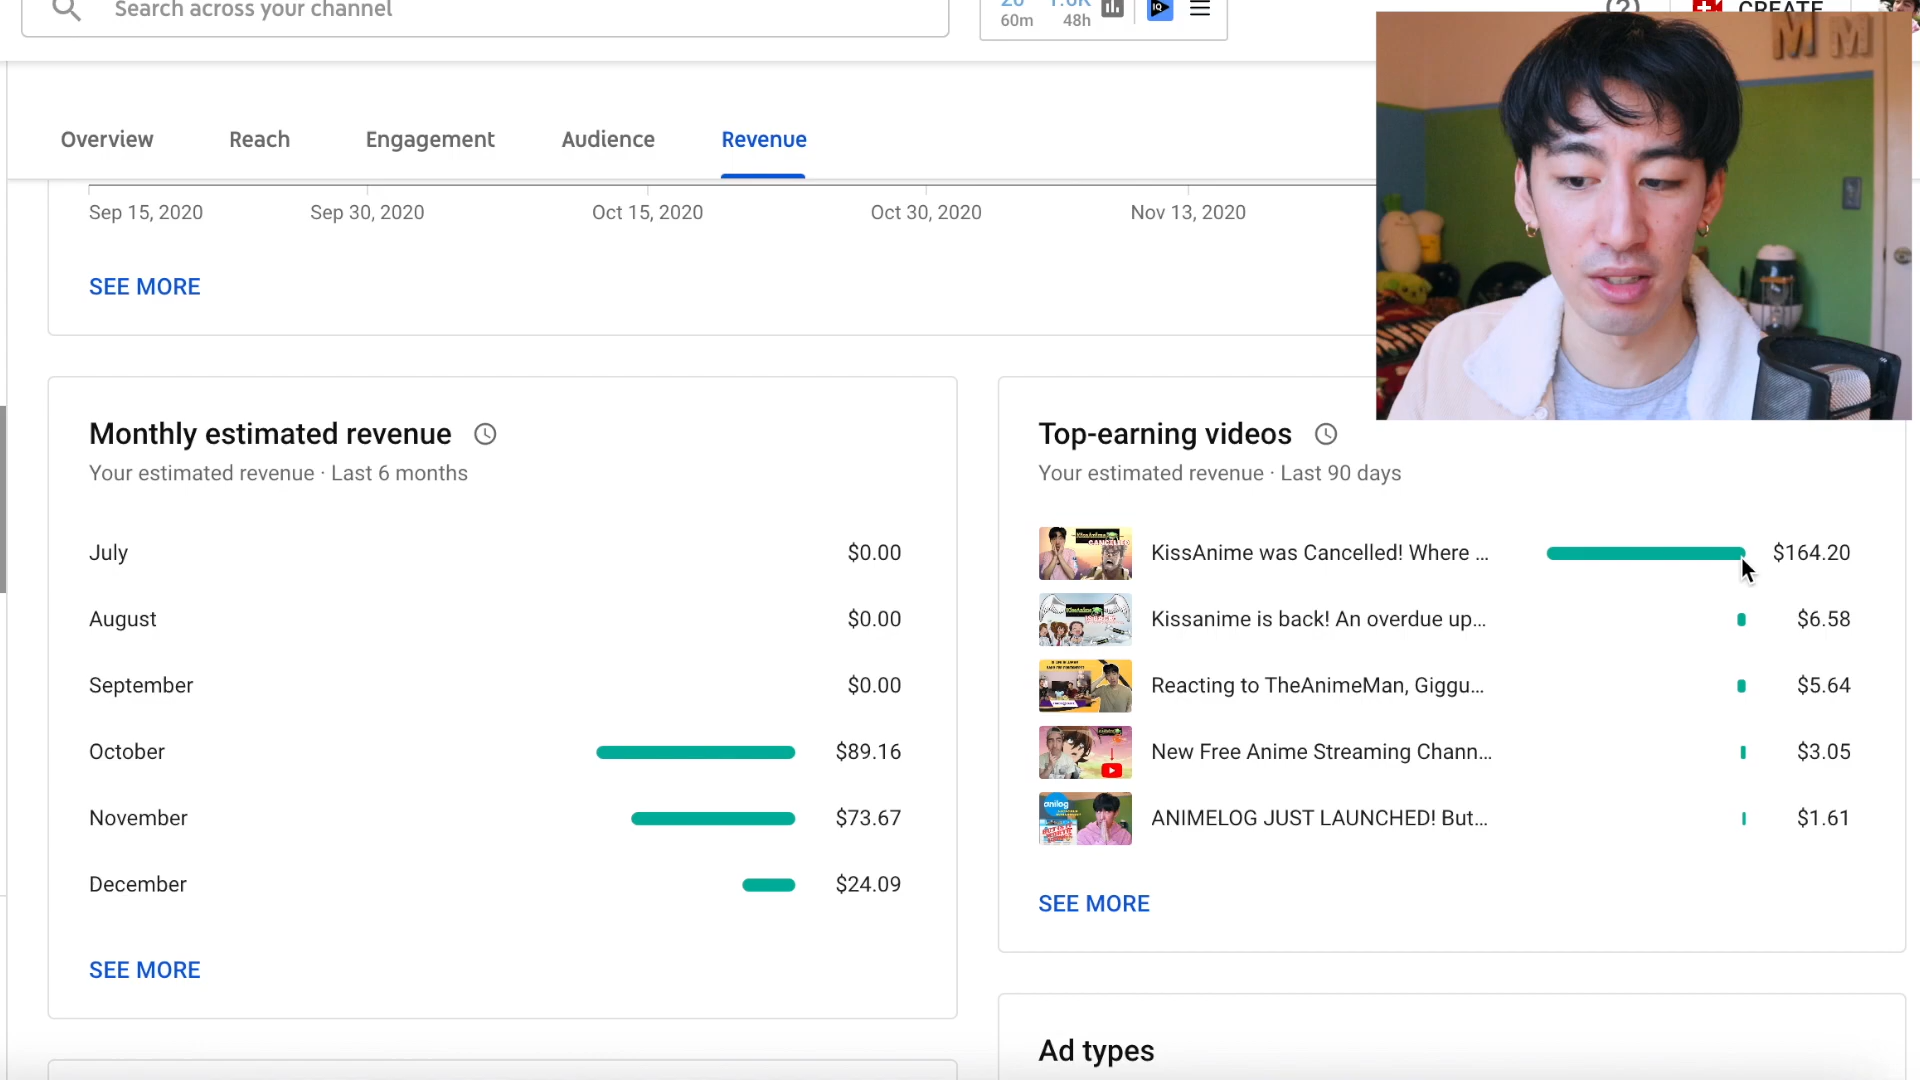 Search across your channel
60m 48h
IQ
CREATE
M M
Overview Reach Engagement Audience Revenue
Sep 15, 2020 Sep 30, 2020 Oct 15, 2020 Oct 30, 2020 Nov 13, 2020
SEE MORE
Monthly estimated revenue
Your estimated revenue · Last 6 months
July $0.00
August $0.00
September $0.00
October $89.16
November $73.67
December $24.09
SEE MORE
Top-earning videos
Your estimated revenue · Last 90 days
KissAnime was Cancelled! Where ... $164.20
Kissanime is back! An overdue up... $6.58
Reacting to TheAnimeMan, Giggu... $5.64
New Free Anime Streaming Chann... $3.05
anilog
ANIMELOG JUST LAUNCHED! But... $1.61
SEE MORE
Ad types